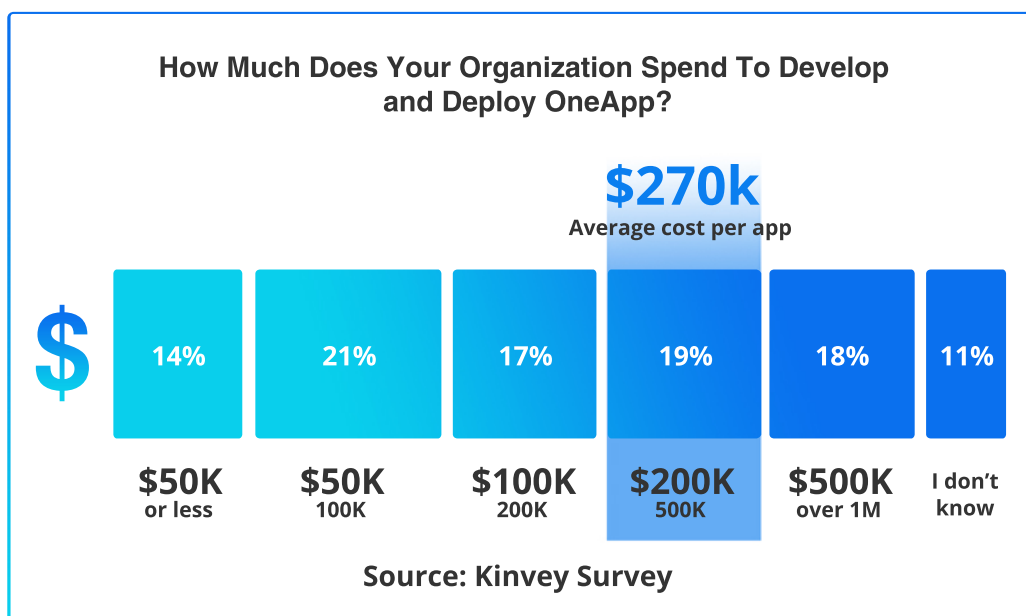 How Much Does Your Organization Spend To Develop
and Deploy OneApp?
$270k
Average cost per app
$
14%
21%
17%
19%
18%
11%
$50K
or less
$50K
100K
$100K
200K
$200K
500K
$500K
over 1M
I don’t
know
Source: Kinvey Survey